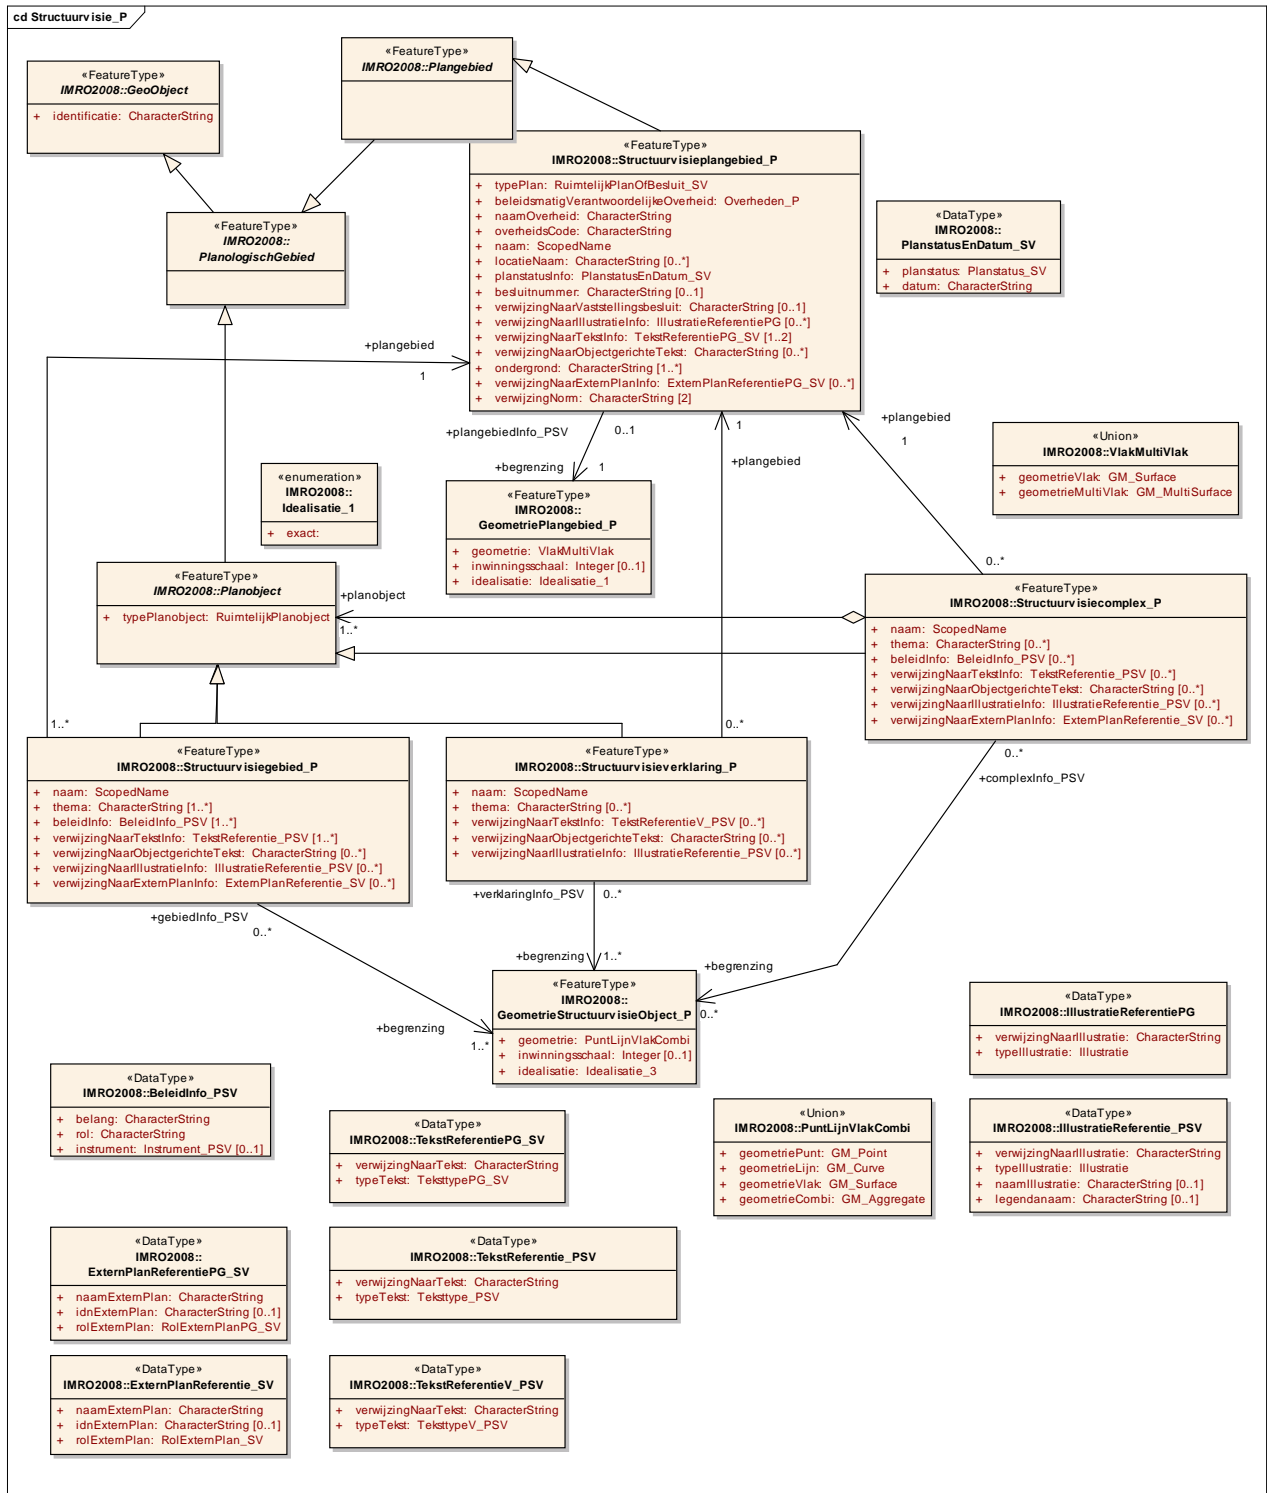 cd Structuurvisie_P
«FeatureType»
IMRO2008::GeoObject
+ identificatie: CharacterString
«FeatureType»
IMRO2008::Plangebied
«FeatureType»
IMRO2008::
PlanologischGebied
«FeatureType»
IMRO2008::Structuurvisieplangebied_P
+ typePlan: RuimtelijkPlanOfBesluit_SV
+ beleidsmatigVerantwoordelijkeOverheid: Overheden_P
+ naamOverheid: CharacterString
+ overheidsCode: CharacterString
+ naam: ScopedName
+ locatieNaam: CharacterString [0..*]
+ planstatusInfo: PlanstatusEnDatum_SV
+ besluitnummer: CharacterString [0..1]
+ verwijzingNaarVaststellingsbesluit: CharacterString [0..1]
+ verwijzingNaarIllustratieInfo: IllustratieReferentiePG [0..*]
+ verwijzingNaarTekstInfo: TekstReferentiePG_SV [1..2]
+ verwijzingNaarObjectgerichteTekst: CharacterString [0..*]
+ ondergrond: CharacterString [1..*]
+ verwijzingNaarExternPlanInfo: ExternPlanReferentiePG_SV [0..*]
+ verwijzingNorm: CharacterString [2]
«DataType»
IMRO2008::
PlanstatusEnDatum_SV
+ planstatus: Planstatus_SV
+ datum: CharacterString
+plangebied
1
+plangebiedInfo_PSV
0..1
+begrenzing
1
1
+plangebied
+plangebied
1
«Union»
IMRO2008::VlakMultiVlak
+ geometrieVlak: GM_Surface
+ geometrieMultiVlak: GM_MultiSurface
«enumeration»
IMRO2008::
Idealisatie_1
+ exact:
«FeatureType»
IMRO2008::
GeometriePlangebied_P
+ geometrie: VlakMultiVlak
+ inwinningsschaal: Integer [0..1]
+ idealisatie: Idealisatie_1
0..*
«FeatureType»
IMRO2008::Planobject
+ typePlanobject: RuimtelijkPlanobject
+planobject
1..*
«FeatureType»
IMRO2008::Structuurvisiecomplex_P
+ naam: ScopedName
+ thema: CharacterString [0..*]
+ beleidInfo: BeleidInfo_PSV [0..*]
+ verwijzingNaarTekstInfo: TekstReferentie_PSV [0..*]
+ verwijzingNaarObjectgerichteTekst: CharacterString [0..*]
+ verwijzingNaarIllustratieInfo: IllustratieReferentie_PSV [0..*]
+ verwijzingNaarExternPlanInfo: ExternPlanReferentie_SV [0..*]
1..*
0..*
0..*
+complexInfo_PSV
«FeatureType»
IMRO2008::Structuurvisiegebied_P
+ naam: ScopedName
+ thema: CharacterString [1..*]
+ beleidInfo: BeleidInfo_PSV [1..*]
+ verwijzingNaarTekstInfo: TekstReferentie_PSV [1..*]
+ verwijzingNaarObjectgerichteTekst: CharacterString [0..*]
+ verwijzingNaarIllustratieInfo: IllustratieReferentie_PSV [0..*]
+ verwijzingNaarExternPlanInfo: ExternPlanReferentie_SV [0..*]
«FeatureType»
IMRO2008::Structuurvisieverklaring_P
+ naam: ScopedName
+ thema: CharacterString [0..*]
+ verwijzingNaarTekstInfo: TekstReferentieV_PSV [0..*]
+ verwijzingNaarObjectgerichteTekst: CharacterString [0..*]
+ verwijzingNaarIllustratieInfo: IllustratieReferentie_PSV [0..*]
+gebiedInfo_PSV
0..*
+verklaringInfo_PSV
0..*
+begrenzing
1..*
+begrenzing
0..*
+begrenzing
1..*
«FeatureType»
IMRO2008::
GeometrieStructuurvisieObject_P
+ geometrie: PuntLijnVlakCombi
+ inwinningsschaal: Integer [0..1]
+ idealisatie: Idealisatie_3
«DataType»
IMRO2008::IllustratieReferentiePG
+ verwijzingNaarIllustratie: CharacterString
+ typeIllustratie: Illustratie
«DataType»
IMRO2008::BeleidInfo_PSV
+ belang: CharacterString
+ rol: CharacterString
+ instrument: Instrument_PSV [0..1]
«DataType»
IMRO2008::TekstReferentiePG_SV
+ verwijzingNaarTekst: CharacterString
+ typeTekst: TeksttypePG_SV
«Union»
IMRO2008::PuntLijnVlakCombi
+ geometriePunt: GM_Point
+ geometrieLijn: GM_Curve
+ geometrieVlak: GM_Surface
+ geometrieCombi: GM_Aggregate
«DataType»
IMRO2008::IllustratieReferentie_PSV
+ verwijzingNaarIllustratie: CharacterString
+ typeIllustratie: Illustratie
+ naamIllustratie: CharacterString [0..1]
+ legendanaam: CharacterString [0..1]
«DataType»
IMRO2008::
ExternPlanReferentiePG_SV
+ naamExternPlan: CharacterString
+ idnExternPlan: CharacterString [0..1]
+ rolExternPlan: RolExternPlanPG_SV
«DataType»
IMRO2008::TekstReferentie_PSV
+ verwijzingNaarTekst: CharacterString
+ typeTekst: Teksttype_PSV
«DataType»
IMRO2008::ExternPlanReferentie_SV
+ naamExternPlan: CharacterString
+ idnExternPlan: CharacterString [0..1]
+ rolExternPlan: RolExternPlan_SV
«DataType»
IMRO2008::TekstReferentieV_PSV
+ verwijzingNaarTekst: CharacterString
+ typeTekst: TeksttypeV_PSV